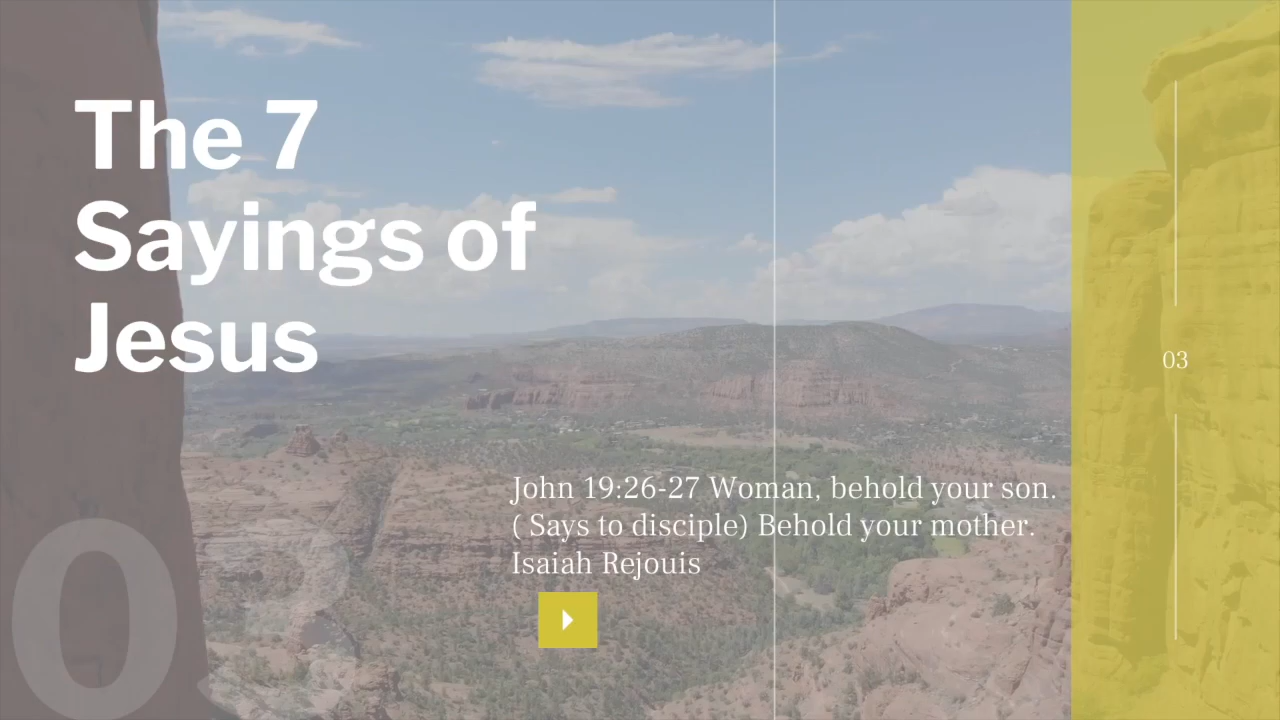 The 7
Sayings of
Jesus
03
John 19:26-27 Woman, behold your son.
( Says to disciple) Behold your mother.
Isaiah Rejouis
03